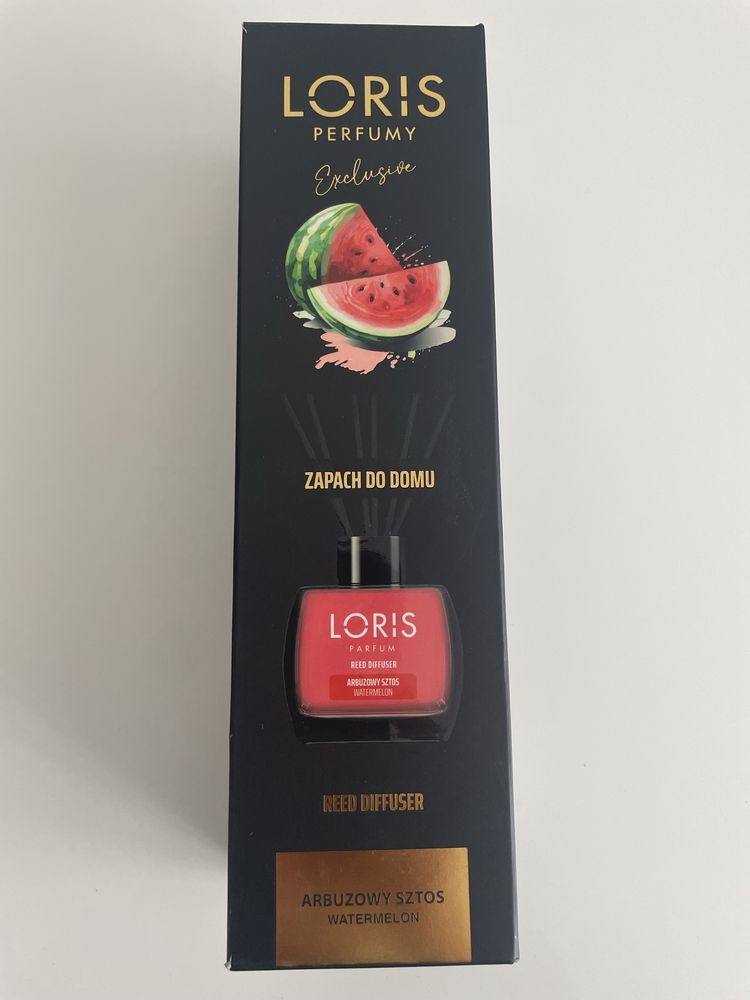 LORIS
PERFUMY
Exclusive
ZAPACH DO DOMU
LORIS
PARFUM
REED DIFFUSER
ARBUZOWY SZTOS
WATERMELON
REED DIFFUSER
ARBUZOWY SZTOS
WATERMELON